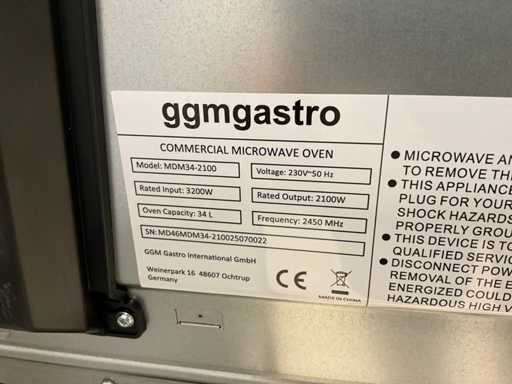 ggmgastro
COMMERCIAL MICROWAVE OVEN
Model: MDM34-2100
Voltage: 230V~50 Hz
Rated Input: 3200W
Rated Output: 2100W
Oven Capacity: 34 L
Frequency: 2450 MHz
SN: MD46MDM34-210025070022
GGM Gastro International GmbH
Weinerpark 16 48607 Ochtrup
Germany
CE
MADE IN CHINA
• MICROWAVE AN
TO REMOVE THE
• THIS APPLIANCE
PLUG FOR YOUR
SHOCK HAZARDS
PROPERLY GROU
• THIS DEVICE IS TO
QUALIFIED SERVIC
• DISCONNECT POW
REMOVAL OF THE E
ENERGIZED COULD
HAZARDOUS HIGH V